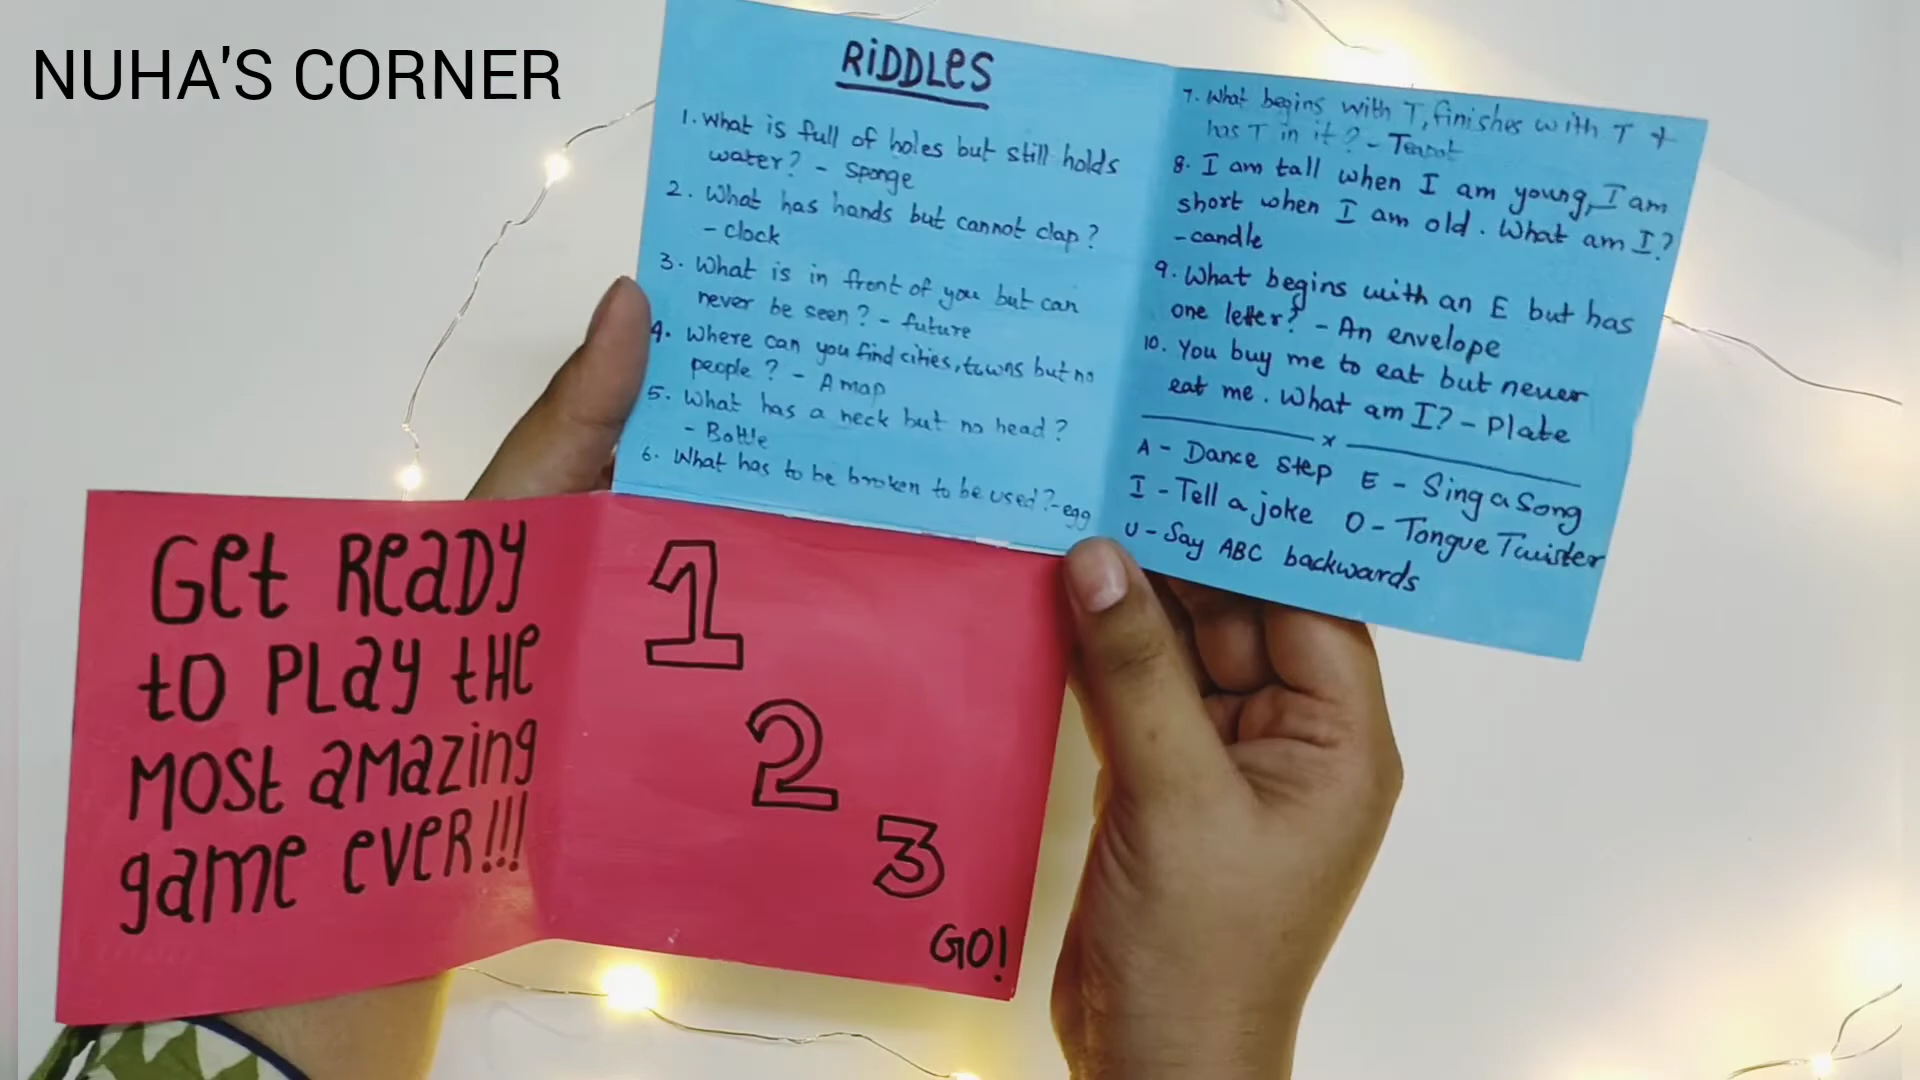 NUHA'S CORNER
RIDDLES
1. What is full of holes but still holds
water? - Sponge
2. What has hands but cannot clap?
- Clock
3. What is in front of you but can
never be seen? - future
4. Where can you find cities, towns but no
people? - A map
5. What has a neck but no head?
- Bottle
6. What has to be broken to be used? - egg
7. What begins with T, finishes with T &
has T in it? - Teapot
8. I am tall when I am young, I am
short when I am old. What am I?
- candle
9. What begins with an E but has
one letter? - An envelope
10. You buy me to eat but never
eat me. What am I? - Plate
x
A - Dance step E - Sing a Song
I - Tell a joke O - Tongue Twister
U - Say ABC backwards
Get Ready
to PLay tHe
MOSt aMazing
game eveR!!!
1
2
3
GO!